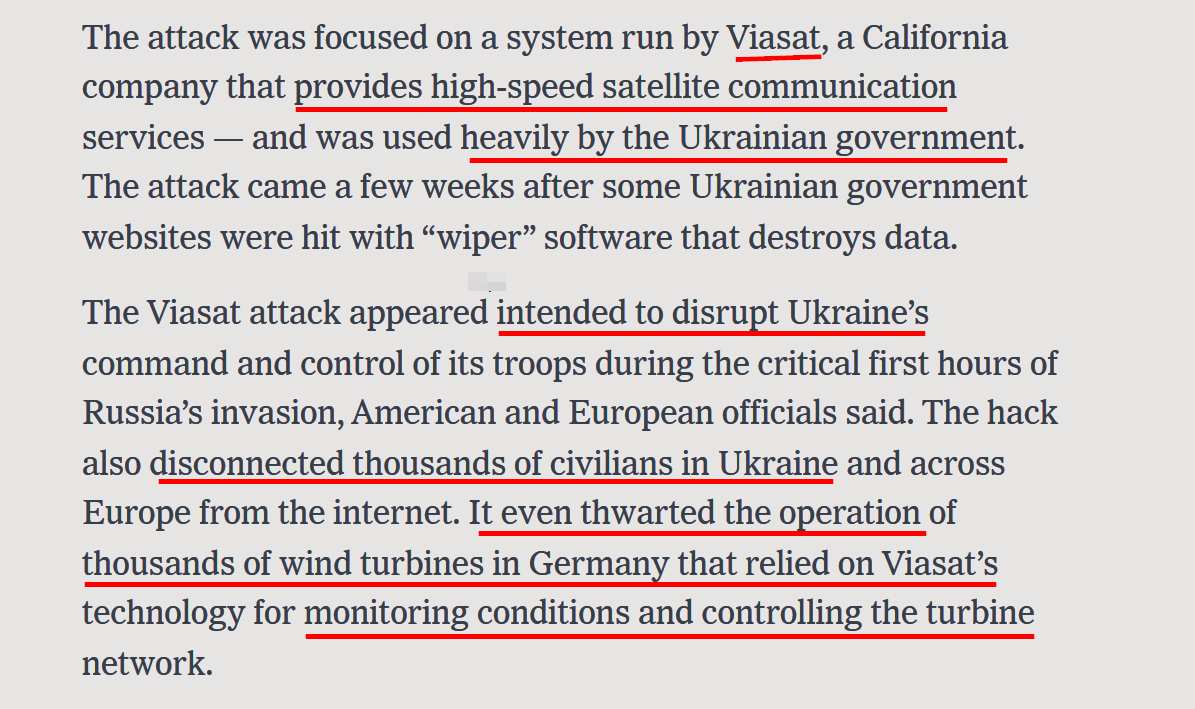 The attack was focused on a system run by Viasat, a California
company that provides high-speed satellite communication
services — and was used heavily by the Ukrainian government.
The attack came a few weeks after some Ukrainian government
websites were hit with “wiper” software that destroys data.
The Viasat attack appeared intended to disrupt Ukraine’s
command and control of its troops during the critical first hours of
Russia’s invasion, American and European officials said. The hack
also disconnected thousands of civilians in Ukraine and across
Europe from the internet. It even thwarted the operation of
thousands of wind turbines in Germany that relied on Viasat’s
technology for monitoring conditions and controlling the turbine
network.